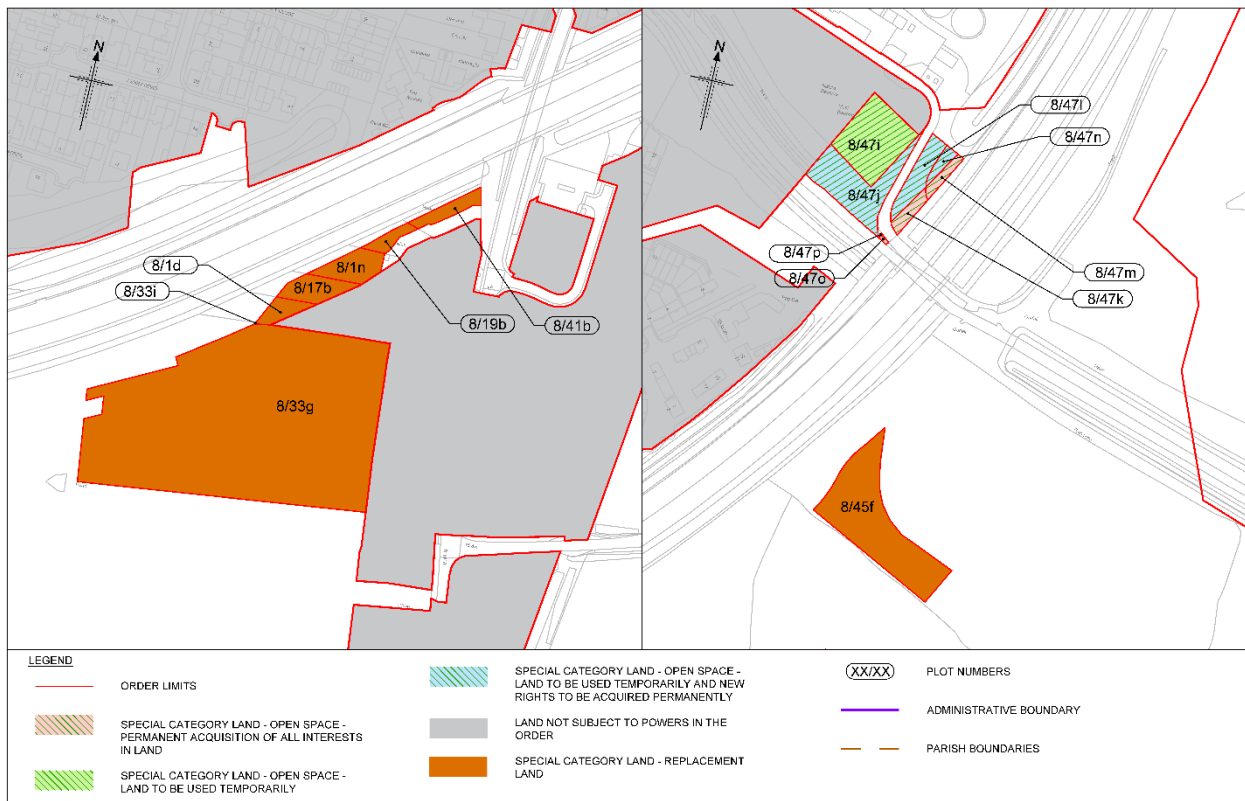 N
8/1d
8/33i
8/1n
8/17b
8/19b
8/41b
8/33g
N
8/47i
8/47j
8/47l
8/47n
8/47p
8/47o
8/47m
8/47k
8/45f
LEGEND
ORDER LIMITS
SPECIAL CATEGORY LAND - OPEN SPACE -
PERMANENT ACQUISITION OF ALL INTERESTS
IN LAND
SPECIAL CATEGORY LAND - OPEN SPACE -
LAND TO BE USED TEMPORARILY
SPECIAL CATEGORY LAND - OPEN SPACE -
LAND TO BE USED TEMPORARILY AND NEW
RIGHTS TO BE ACQUIRED PERMANENTLY
LAND NOT SUBJECT TO POWERS IN THE
ORDER
SPECIAL CATEGORY LAND - REPLACEMENT
LAND
XX/XX
PLOT NUMBERS
ADMINISTRATIVE BOUNDARY
PARISH BOUNDARIES